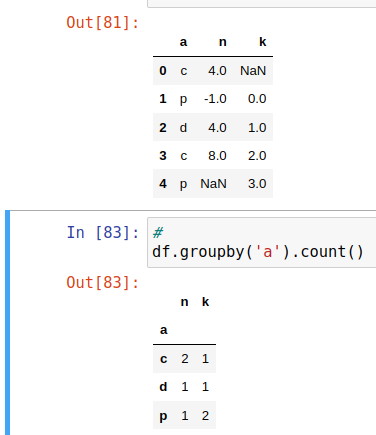 Out[81]:
a n k
0 c 4.0 NaN
1 p -1.0 0.0
2 d 4.0 1.0
3 c 8.0 2.0
4 p NaN 3.0
In [83]: #
df.groupby('a').count()
Out[83]:
n k
a
c 2 1
d 1 1
p 1 2